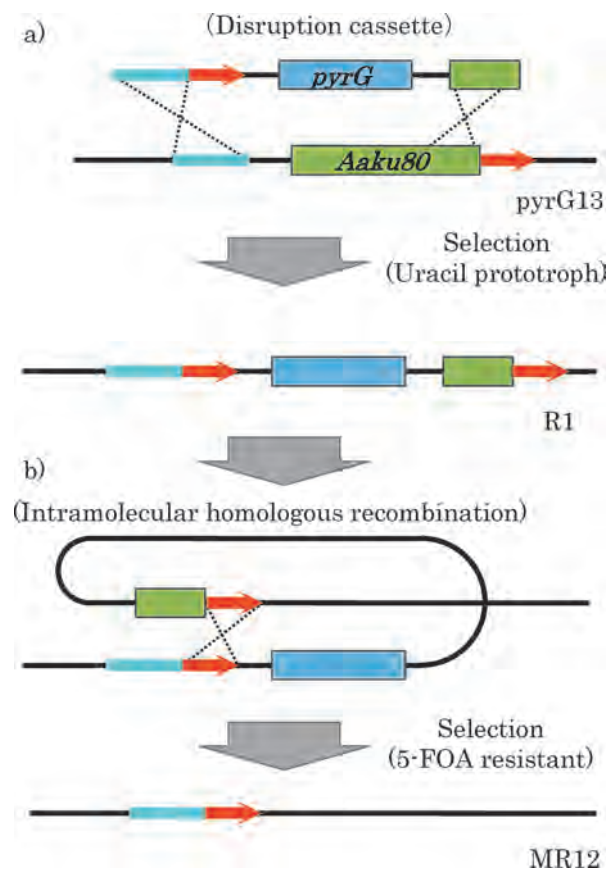 a)
(Disruption cassette)
pyrG
Aaku80
pyrG13
Selection
(Uracil prototroph)
R1
b)
(Intramolecular homologous recombination)
Selection
(5-FOA resistant)
MR12